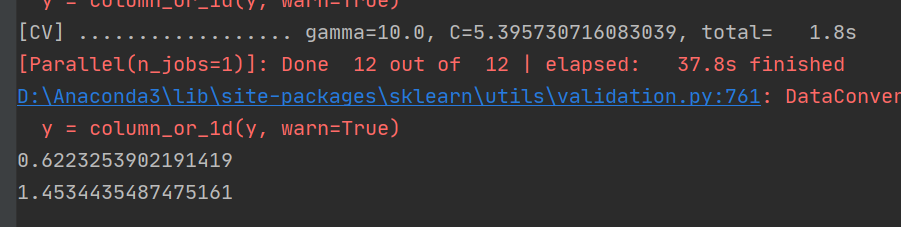 y = column_or_1d(y, warn=True)
[CV] .................. gamma=10.0, C=5.395730716083039, total=   1.8s
[Parallel(n_jobs=1)]: Done  12 out of  12 | elapsed:   37.8s finished
D:\Anaconda3\lib\site-packages\sklearn\utils\validation.py:761: DataConver
  y = column_or_1d(y, warn=True)
0.6223253902191419
1.4534435487475161